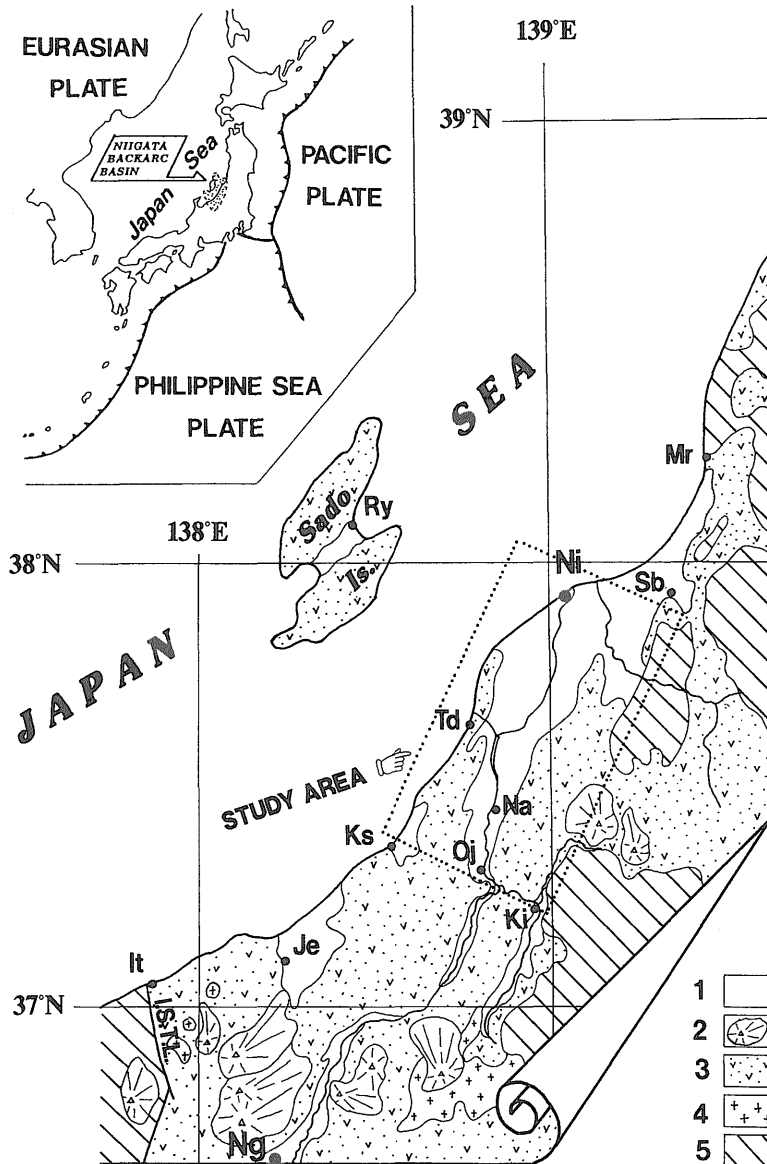 EURASIAN
PLATE
NIIGATA
BACKARC
BASIN
Japan Sea
PACIFIC
PLATE
PHILIPPINE SEA
PLATE
139°E
39°N
SEA
Mr
Sado
Is.
Ry
138°E
38°N
Ni
Sb
JAPAN
Td
STUDY AREA
Na
Ks
Oj
Ki
Je
It
37°N
I.S.T.L.
Ng
1
2
3
4
5